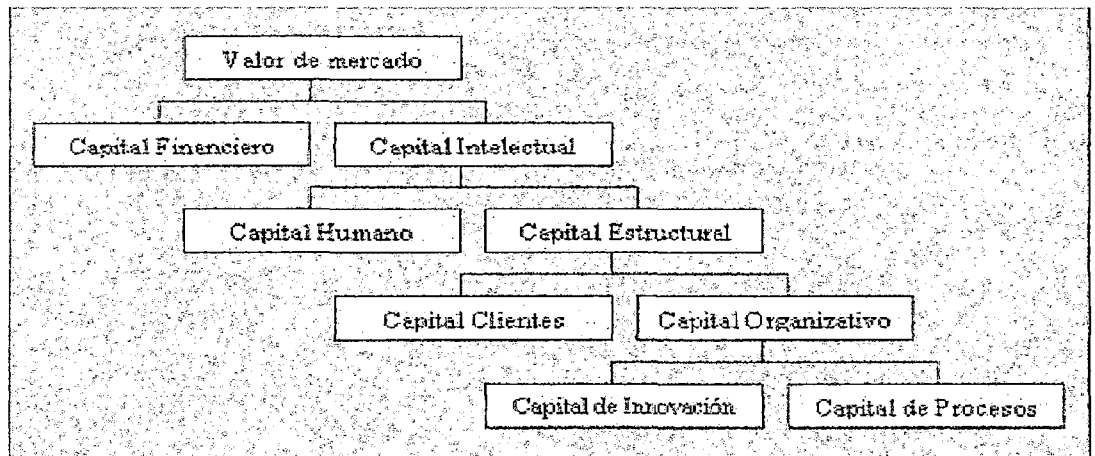 Valor de mercado
Capital Financiero
Capital Intelectual
Capital Humano
Capital Estructural
Capital Clientes
Capital Organizativo
Capital de Innovación
Capital de Procesos